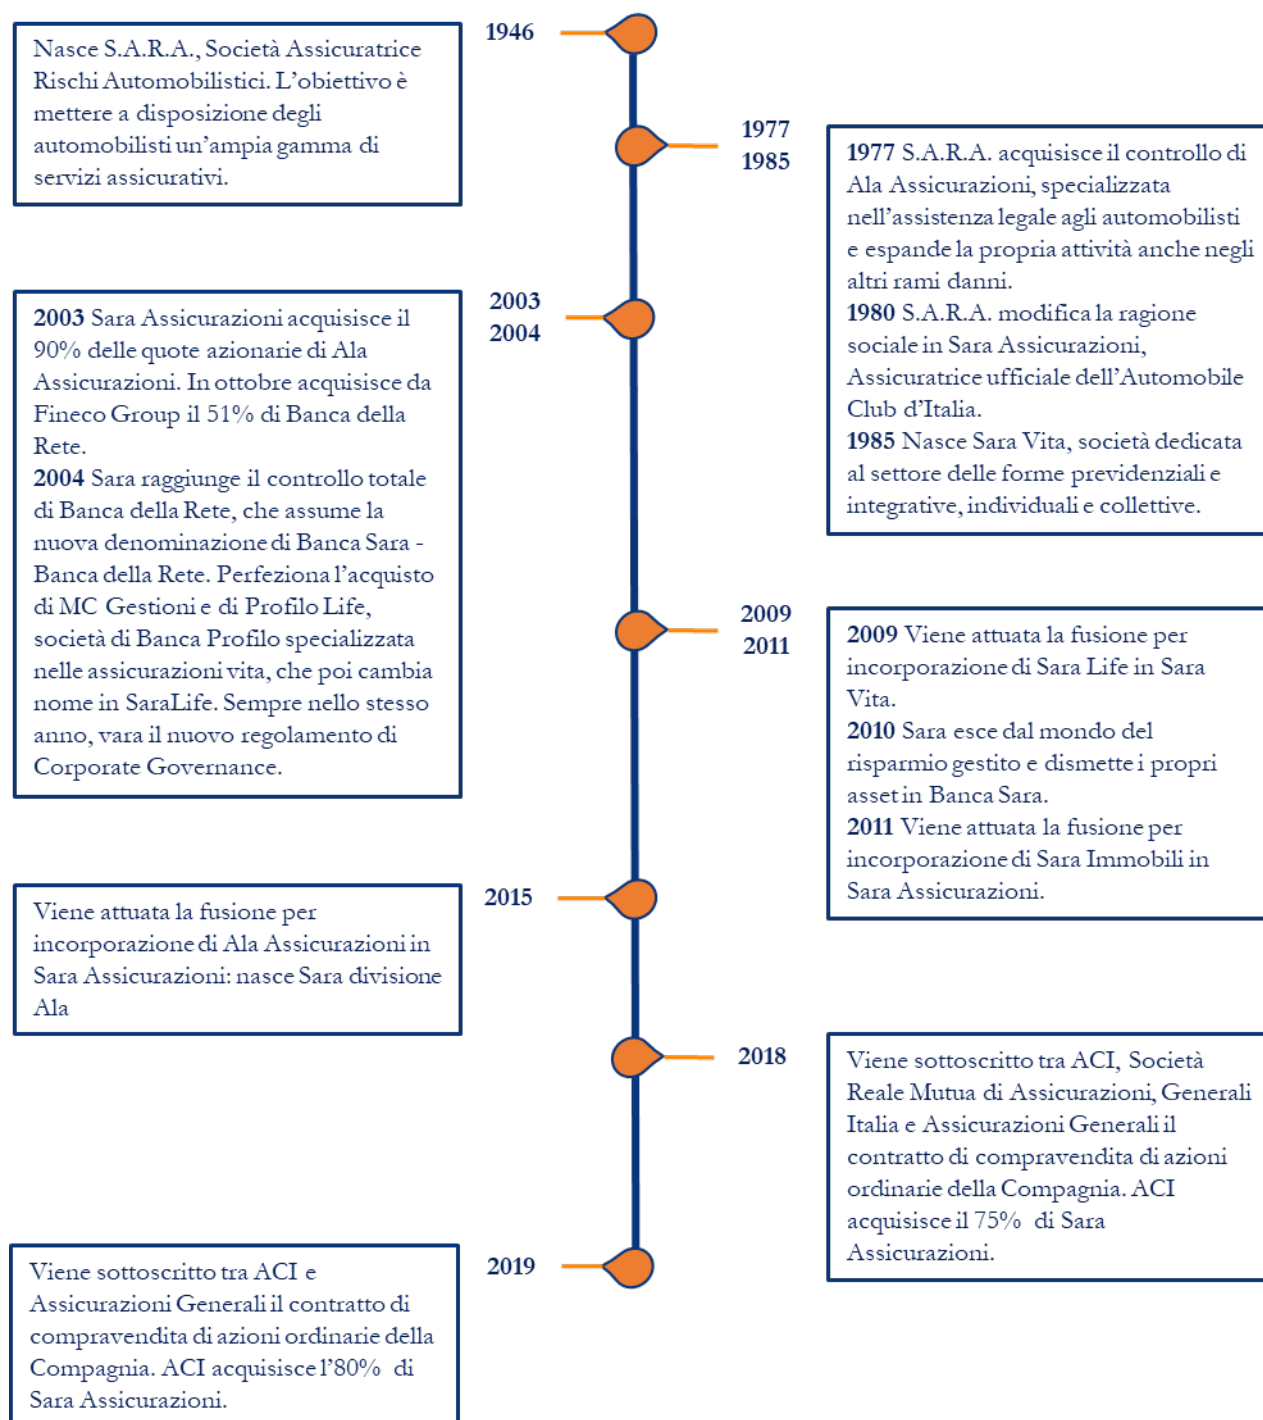 1946
Nasce S.A.R.A., Società Assicuratrice
Rischi Automobilistici. L’obiettivo è
mettere a disposizione degli
automobilisti un’ampia gamma di
servizi assicurativi.
1977
1985
1977 S.A.R.A. acquisisce il controllo di
Ala Assicurazioni, specializzata
nell’assistenza legale agli automobilisti
e espande la propria attività anche negli
altri rami danni.
1980 S.A.R.A. modifica la ragione
sociale in Sara Assicurazioni,
Assicuratrice ufficiale dell’Automobile
Club d’Italia.
1985 Nasce Sara Vita, società dedicata
al settore delle forme previdenziali e
integrative, individuali e collettive.
2003
2004
2003 Sara Assicurazioni acquisisce il
90% delle quote azionarie di Ala
Assicurazioni. In ottobre acquisisce da
Fineco Group il 51% di Banca della
Rete.
2004 Sara raggiunge il controllo totale
di Banca della Rete, che assume la
nuova denominazione di Banca Sara -
Banca della Rete. Perfeziona l’acquisto
di MC Gestioni e di Profilo Life,
società di Banca Profilo specializzata
nelle assicurazioni vita, che poi cambia
nome in SaraLife. Sempre nello stesso
anno, vara il nuovo regolamento di
Corporate Governance.
2009
2011
2009 Viene attuata la fusione per
incorporazione di Sara Life in Sara
Vita.
2010 Sara esce dal mondo del
risparmio gestito e dismette i propri
asset in Banca Sara.
2011 Viene attuata la fusione per
incorporazione di Sara Immobili in
Sara Assicurazioni.
2015
Viene attuata la fusione per
incorporazione di Ala Assicurazioni in
Sara Assicurazioni: nasce Sara divisione
Ala
2018
Viene sottoscritto tra ACI, Società
Reale Mutua di Assicurazioni, Generali
Italia e Assicurazioni Generali il
contratto di compravendita di azioni
ordinarie della Compagnia. ACI
acquisisce il 75% di Sara
Assicurazioni.
2019
Viene sottoscritto tra ACI e
Assicurazioni Generali il contratto di
compravendita di azioni ordinarie della
Compagnia. ACI acquisisce l’80% di
Sara Assicurazioni.